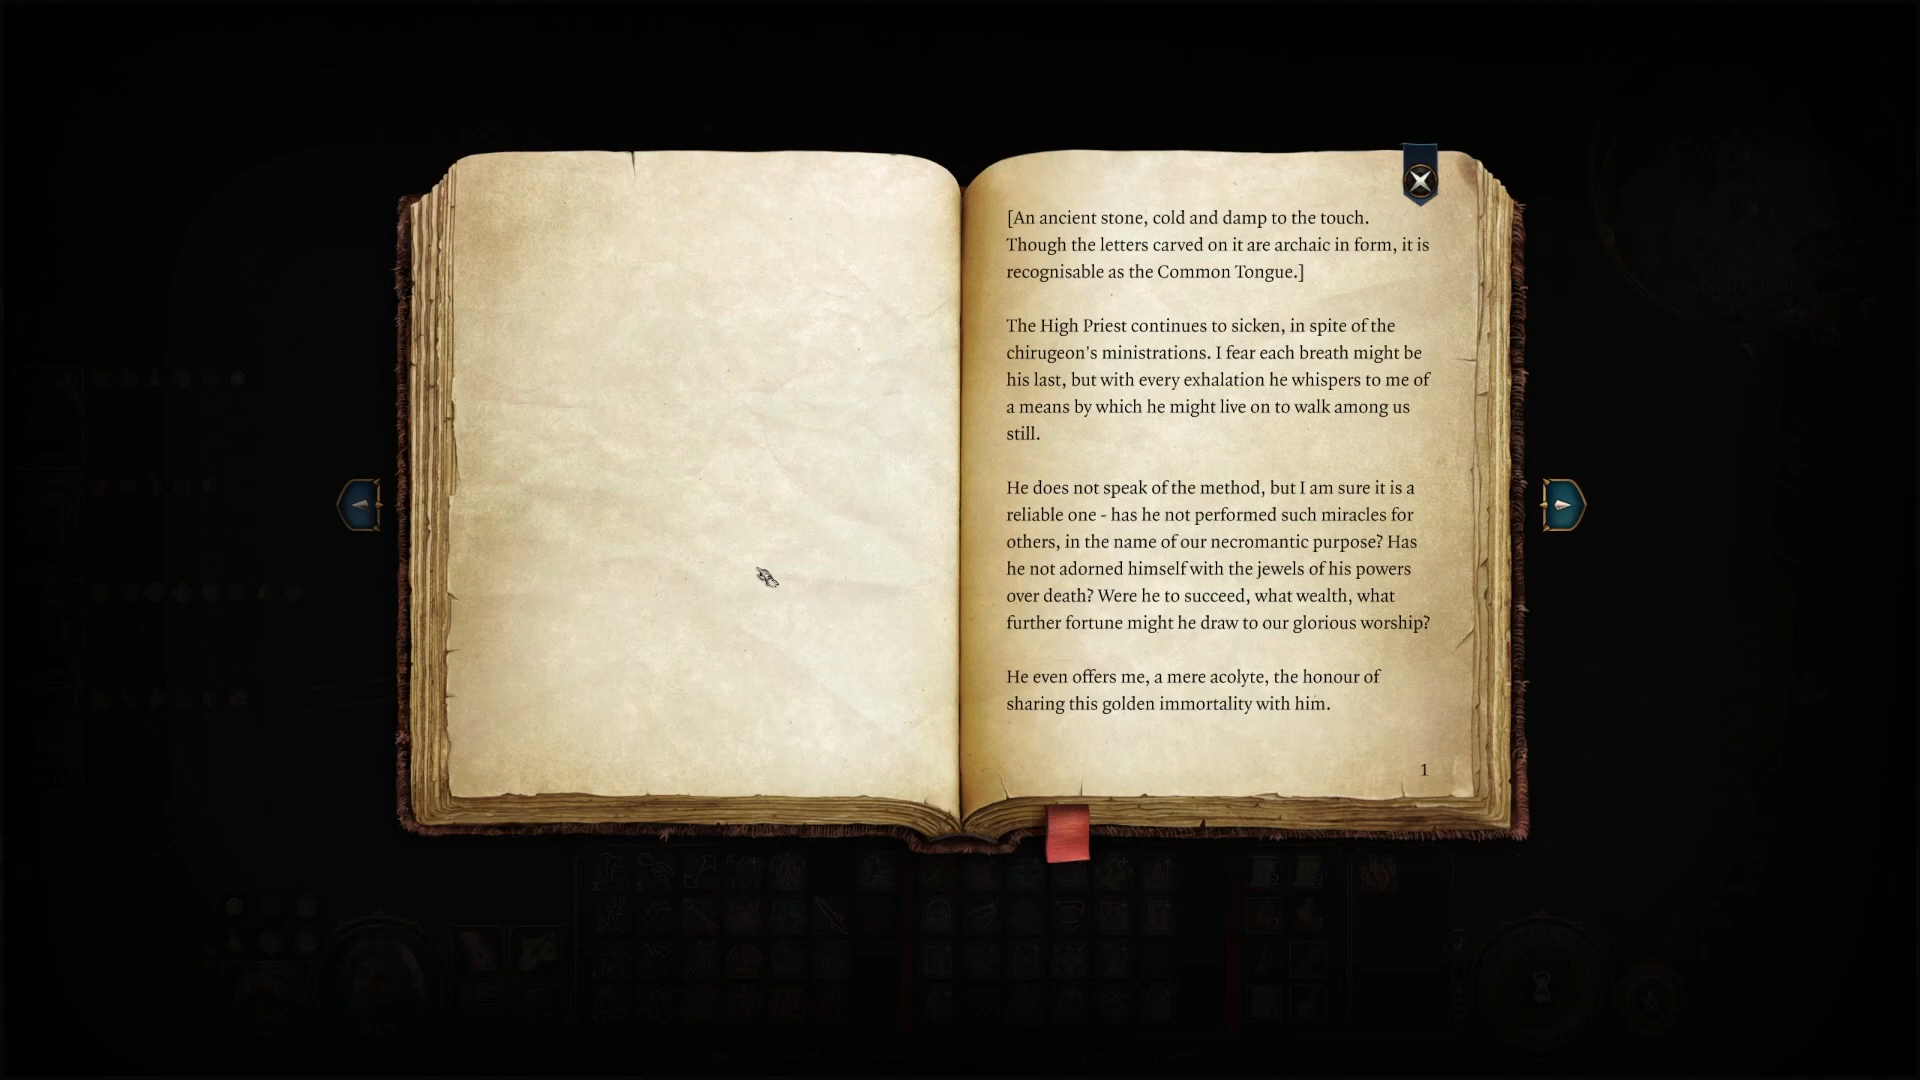 [An ancient stone, cold and damp to the touch.
Though the letters carved on it are archaic in form, it is
recognisable as the Common Tongue.]
The High Priest continues to sicken, in spite of the
chirugeon's ministrations. I fear each breath might be
his last, but with every exhalation he whispers to me of
a means by which he might live on to walk among us
still.
He does not speak of the method, but I am sure it is a
reliable one - has he not performed such miracles for
others, in the name of our necromantic purpose? Has
he not adorned himself with the jewels of his powers
over death? Were he to succeed, what wealth, what
further fortune might he draw to our glorious worship?
He even offers me, a mere acolyte, the honour of
sharing this golden immortality with him.
1